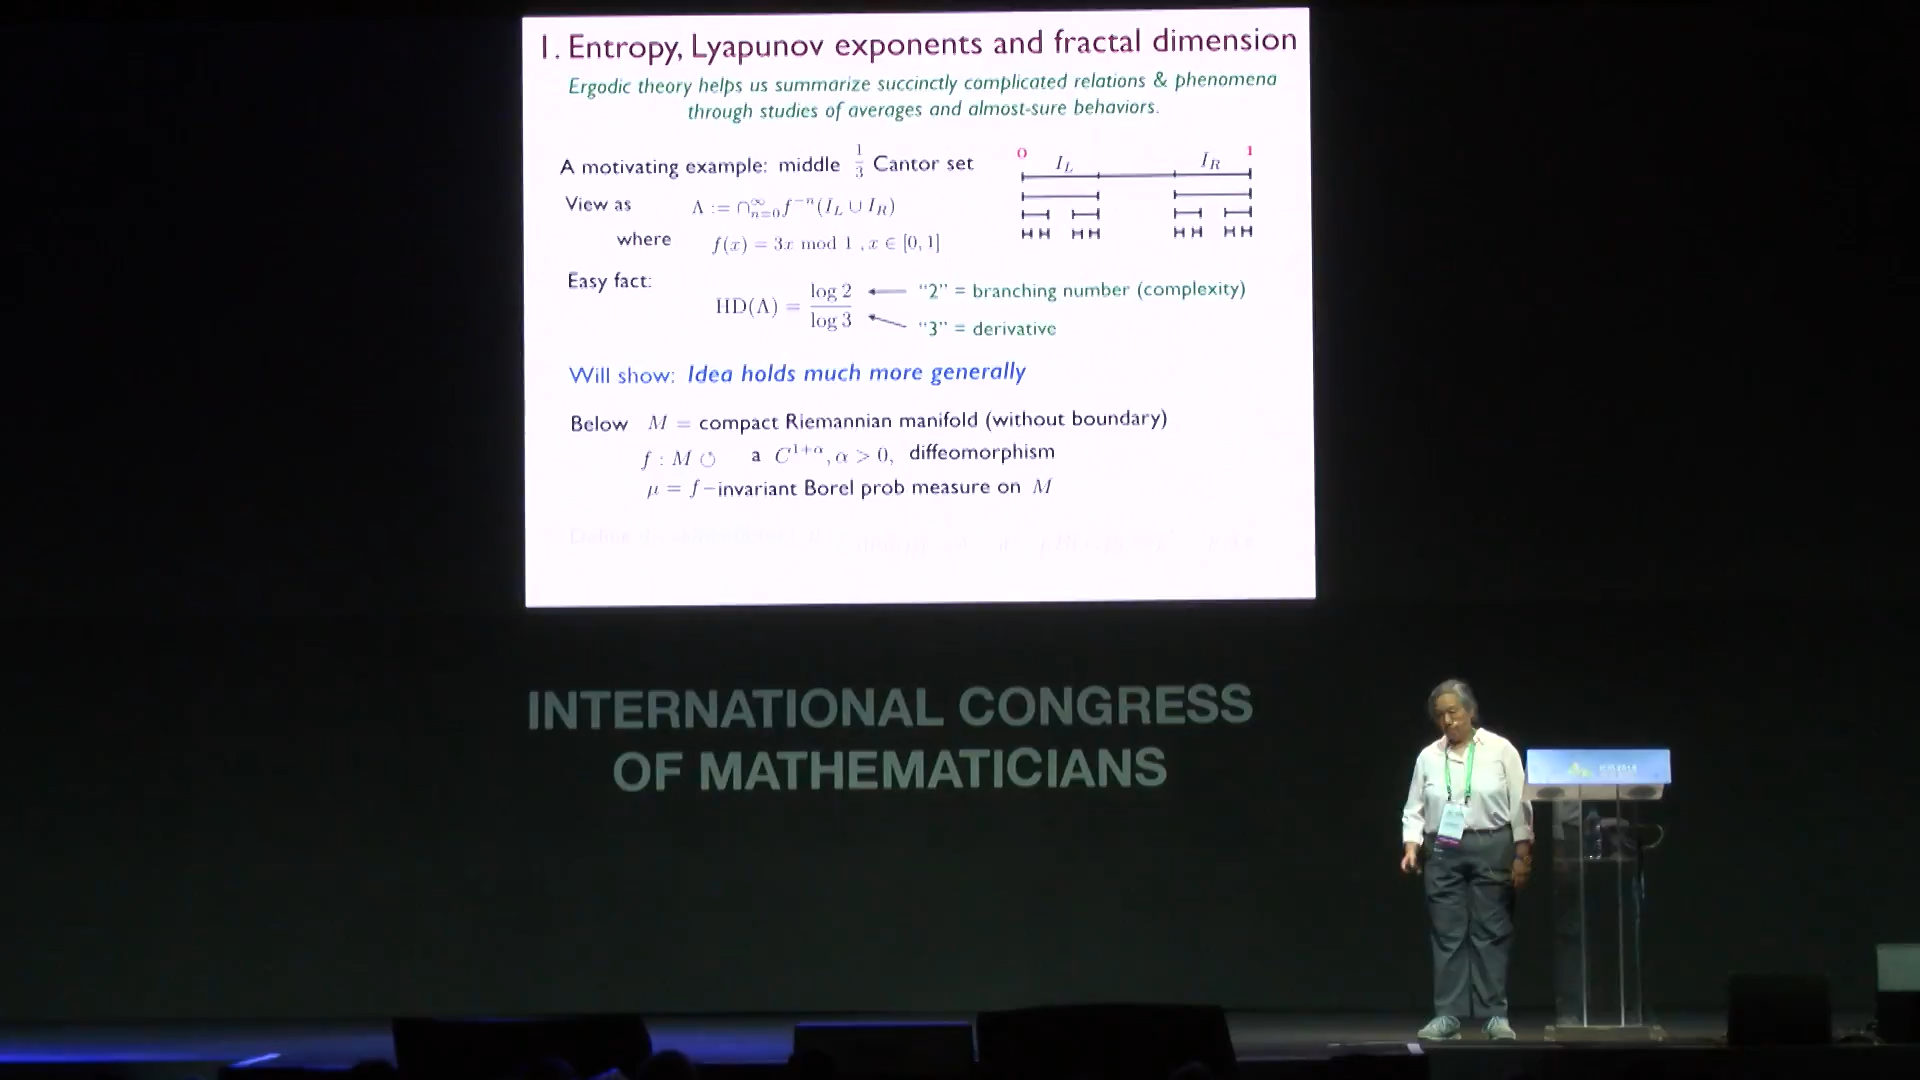 1. Entropy, Lyapunov exponents and fractal dimension
Ergodic theory helps us summarize succinctly complicated relations & phenomena
through studies of averages and almost-sure behaviors.
A motivating example: middle 1/3 Cantor set
0 I_L I_R 1
View as Λ := ∩_{n=0}^∞ f^{-n}(I_L ∪ I_R)
where f(x) = 3x mod 1 , x ∈ [0, 1]
Easy fact:
HD(Λ) = log 2 / log 3
“2” = branching number (complexity)
“3” = derivative
Will show: Idea holds much more generally
Below M = compact Riemannian manifold (without boundary)
f : M ↺ a C^{1+α}, α > 0, diffeomorphism
μ = f−invariant Borel prob measure on M
INTERNATIONAL CONGRESS
OF MATHEMATICIANS